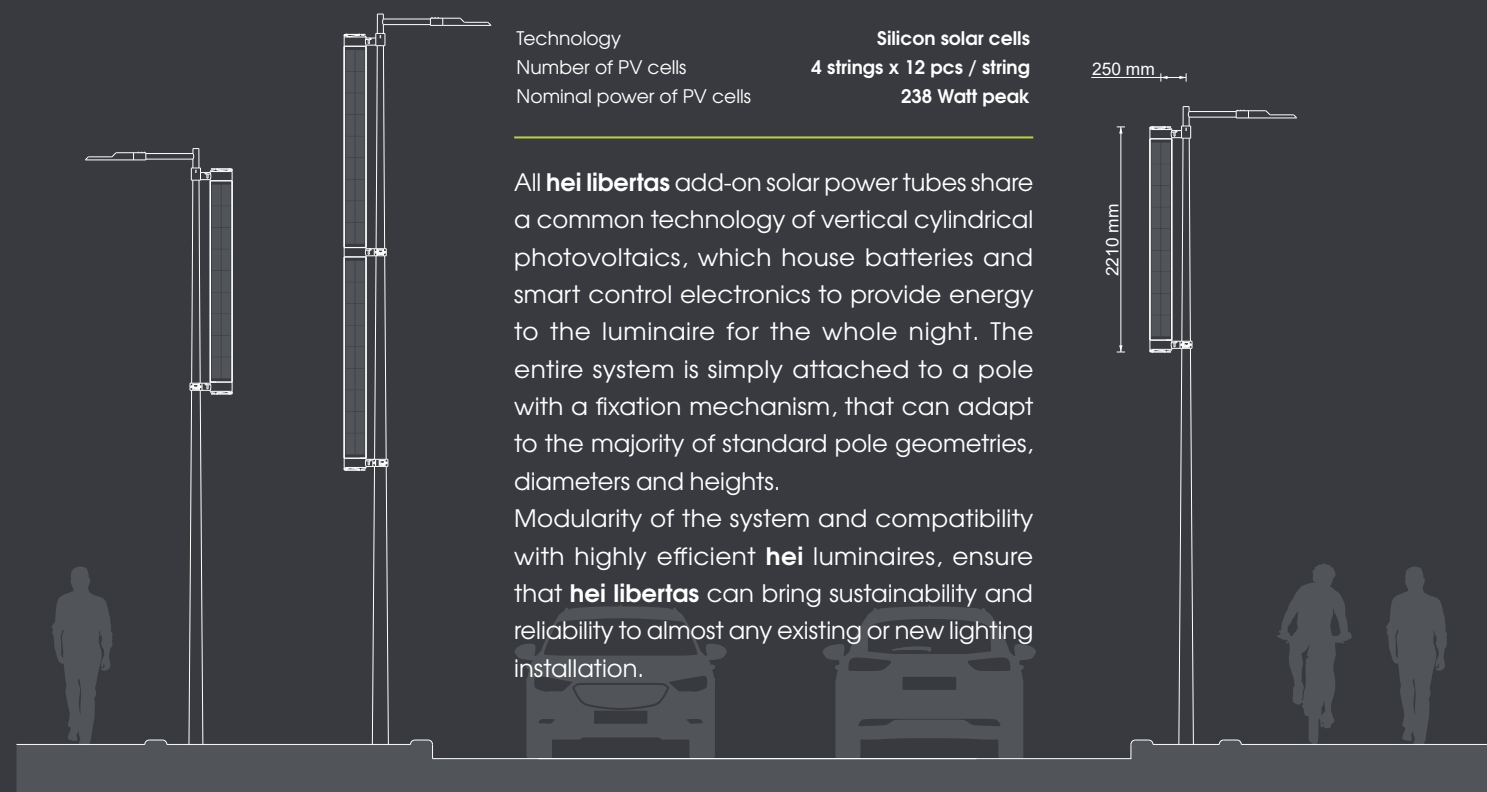 Technology Silicon solar cells
Number of PV cells 4 strings x 12 pcs / string
Nominal power of PV cells 238 Watt peak
250 mm
2210 mm
All hei libertas add-on solar power tubes share
a common technology of vertical cylindrical
photovoltaics, which house batteries and
smart control electronics to provide energy
to the luminaire for the whole night. The
entire system is simply attached to a pole
with a fixation mechanism, that can adapt
to the majority of standard pole geometries,
diameters and heights.
Modularity of the system and compatibility
with highly efficient hei luminaires, ensure
that hei libertas can bring sustainability and
reliability to almost any existing or new lighting
installation.